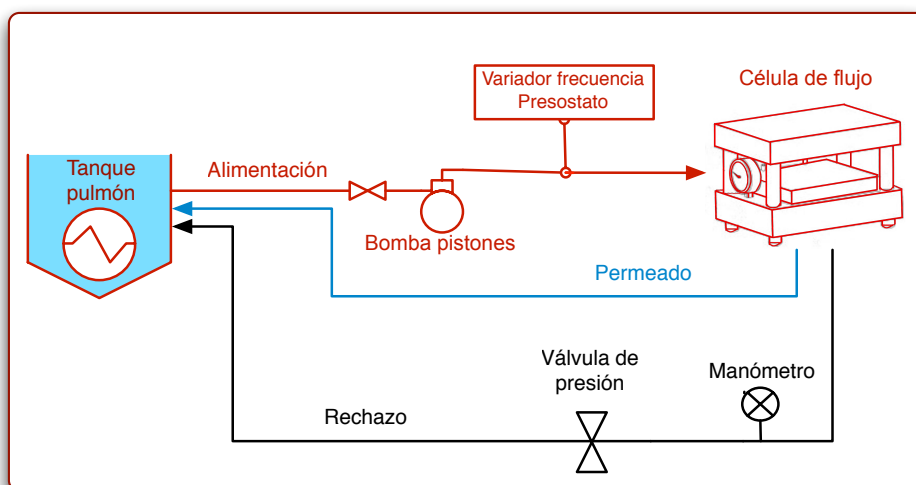 Variador frecuencia
Presostato
Célula de flujo
Tanque
pulmón
Alimentación
Bomba pistones
Permeado
Válvula de
presión
Manómetro
Rechazo